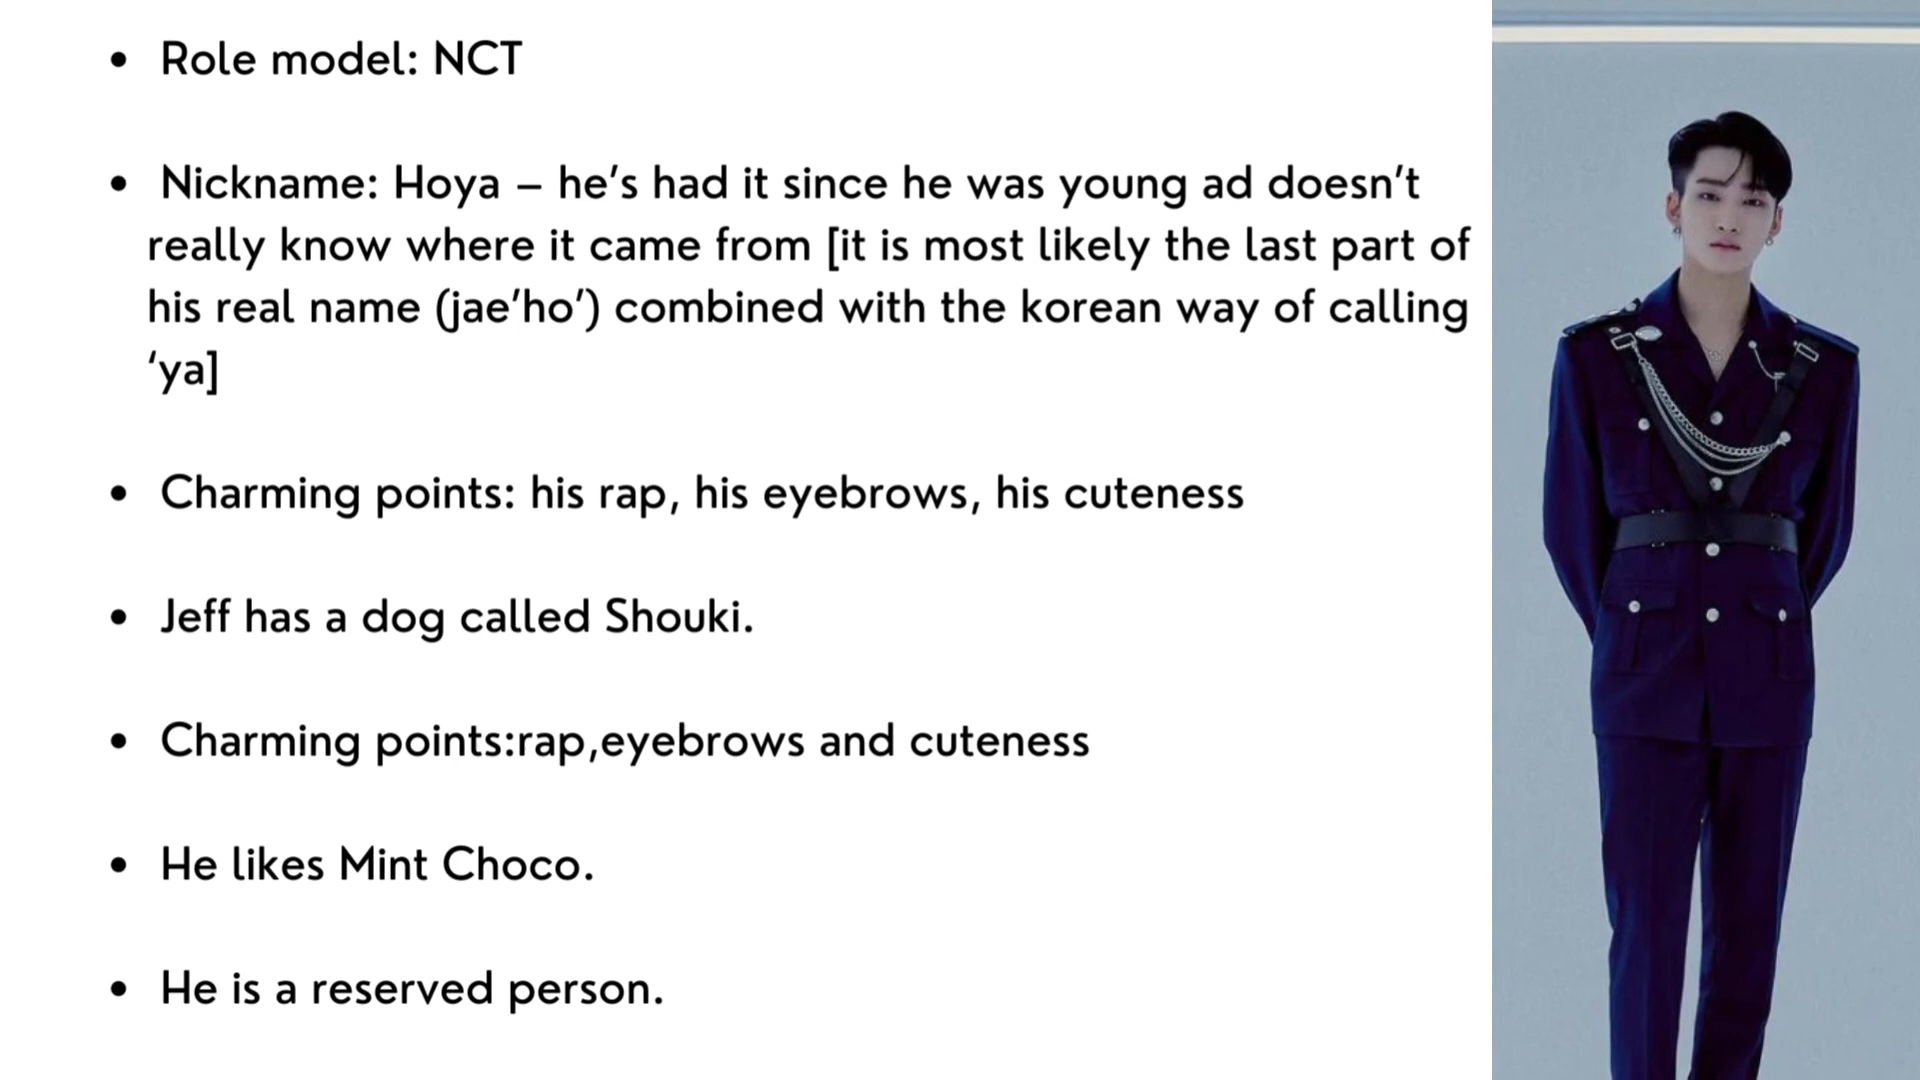 • Role model: NCT
• Nickname: Hoya – he’s had it since he was young ad doesn’t
really know where it came from [it is most likely the last part of
his real name (jae’ho’) combined with the korean way of calling
‘ya]
• Charming points: his rap, his eyebrows, his cuteness
• Jeff has a dog called Shouki.
• Charming points:rap,eyebrows and cuteness
• He likes Mint Choco.
• He is a reserved person.